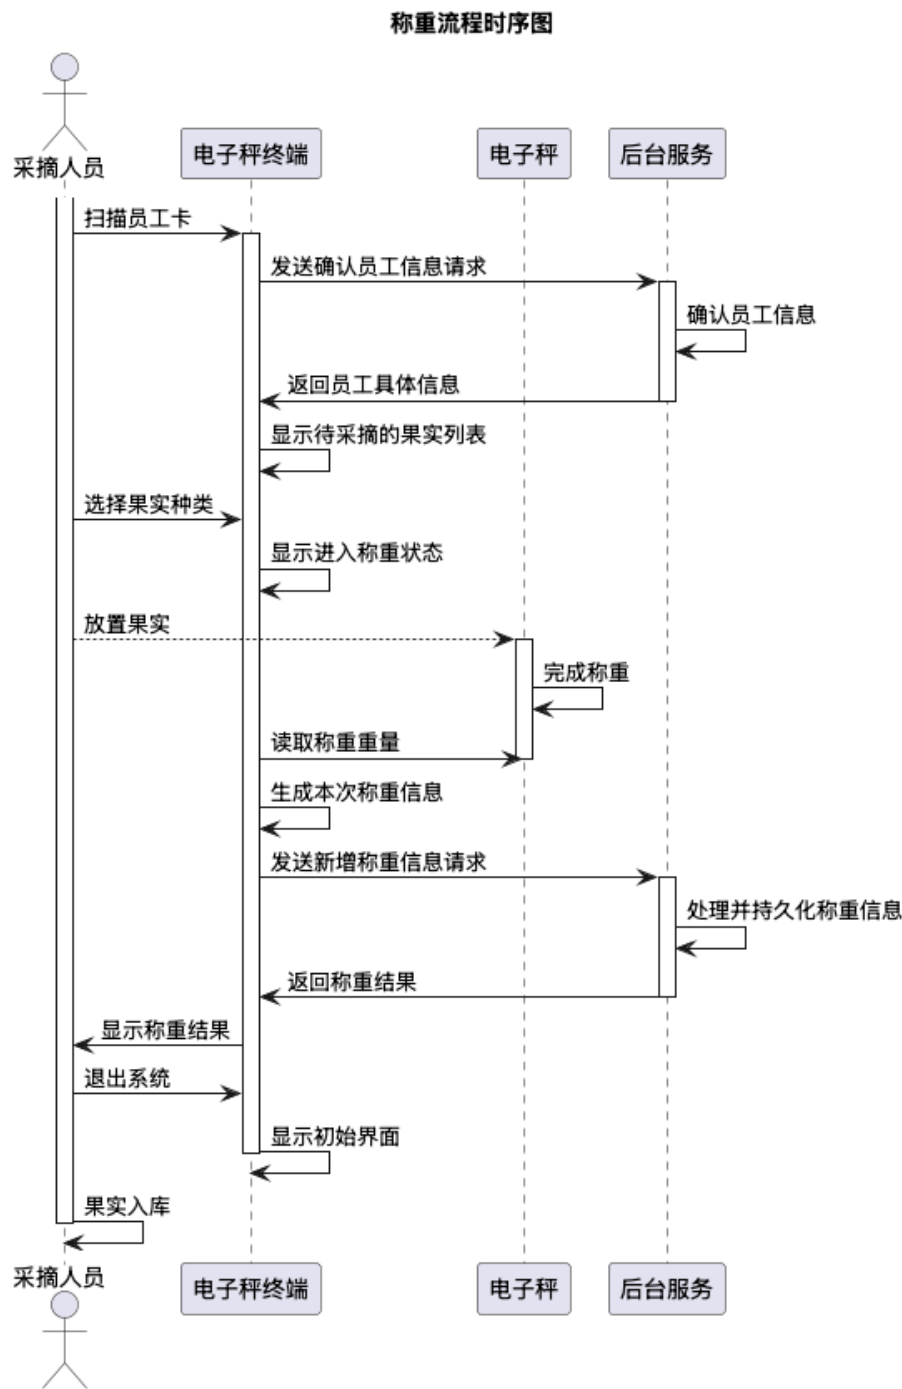 称重流程时序图
采摘人员
电子秤终端
电子秤
后台服务
扫描员工卡
发送确认员工信息请求
确认员工信息
返回员工具体信息
显示待采摘的果实列表
选择果实种类
显示进入称重状态
放置果实
完成称重
读取称重重量
生成本次称重信息
发送新增称重信息请求
处理并持久化称重信息
返回称重结果
显示称重结果
退出系统
显示初始界面
果实入库
采摘人员
电子秤终端
电子秤
后台服务